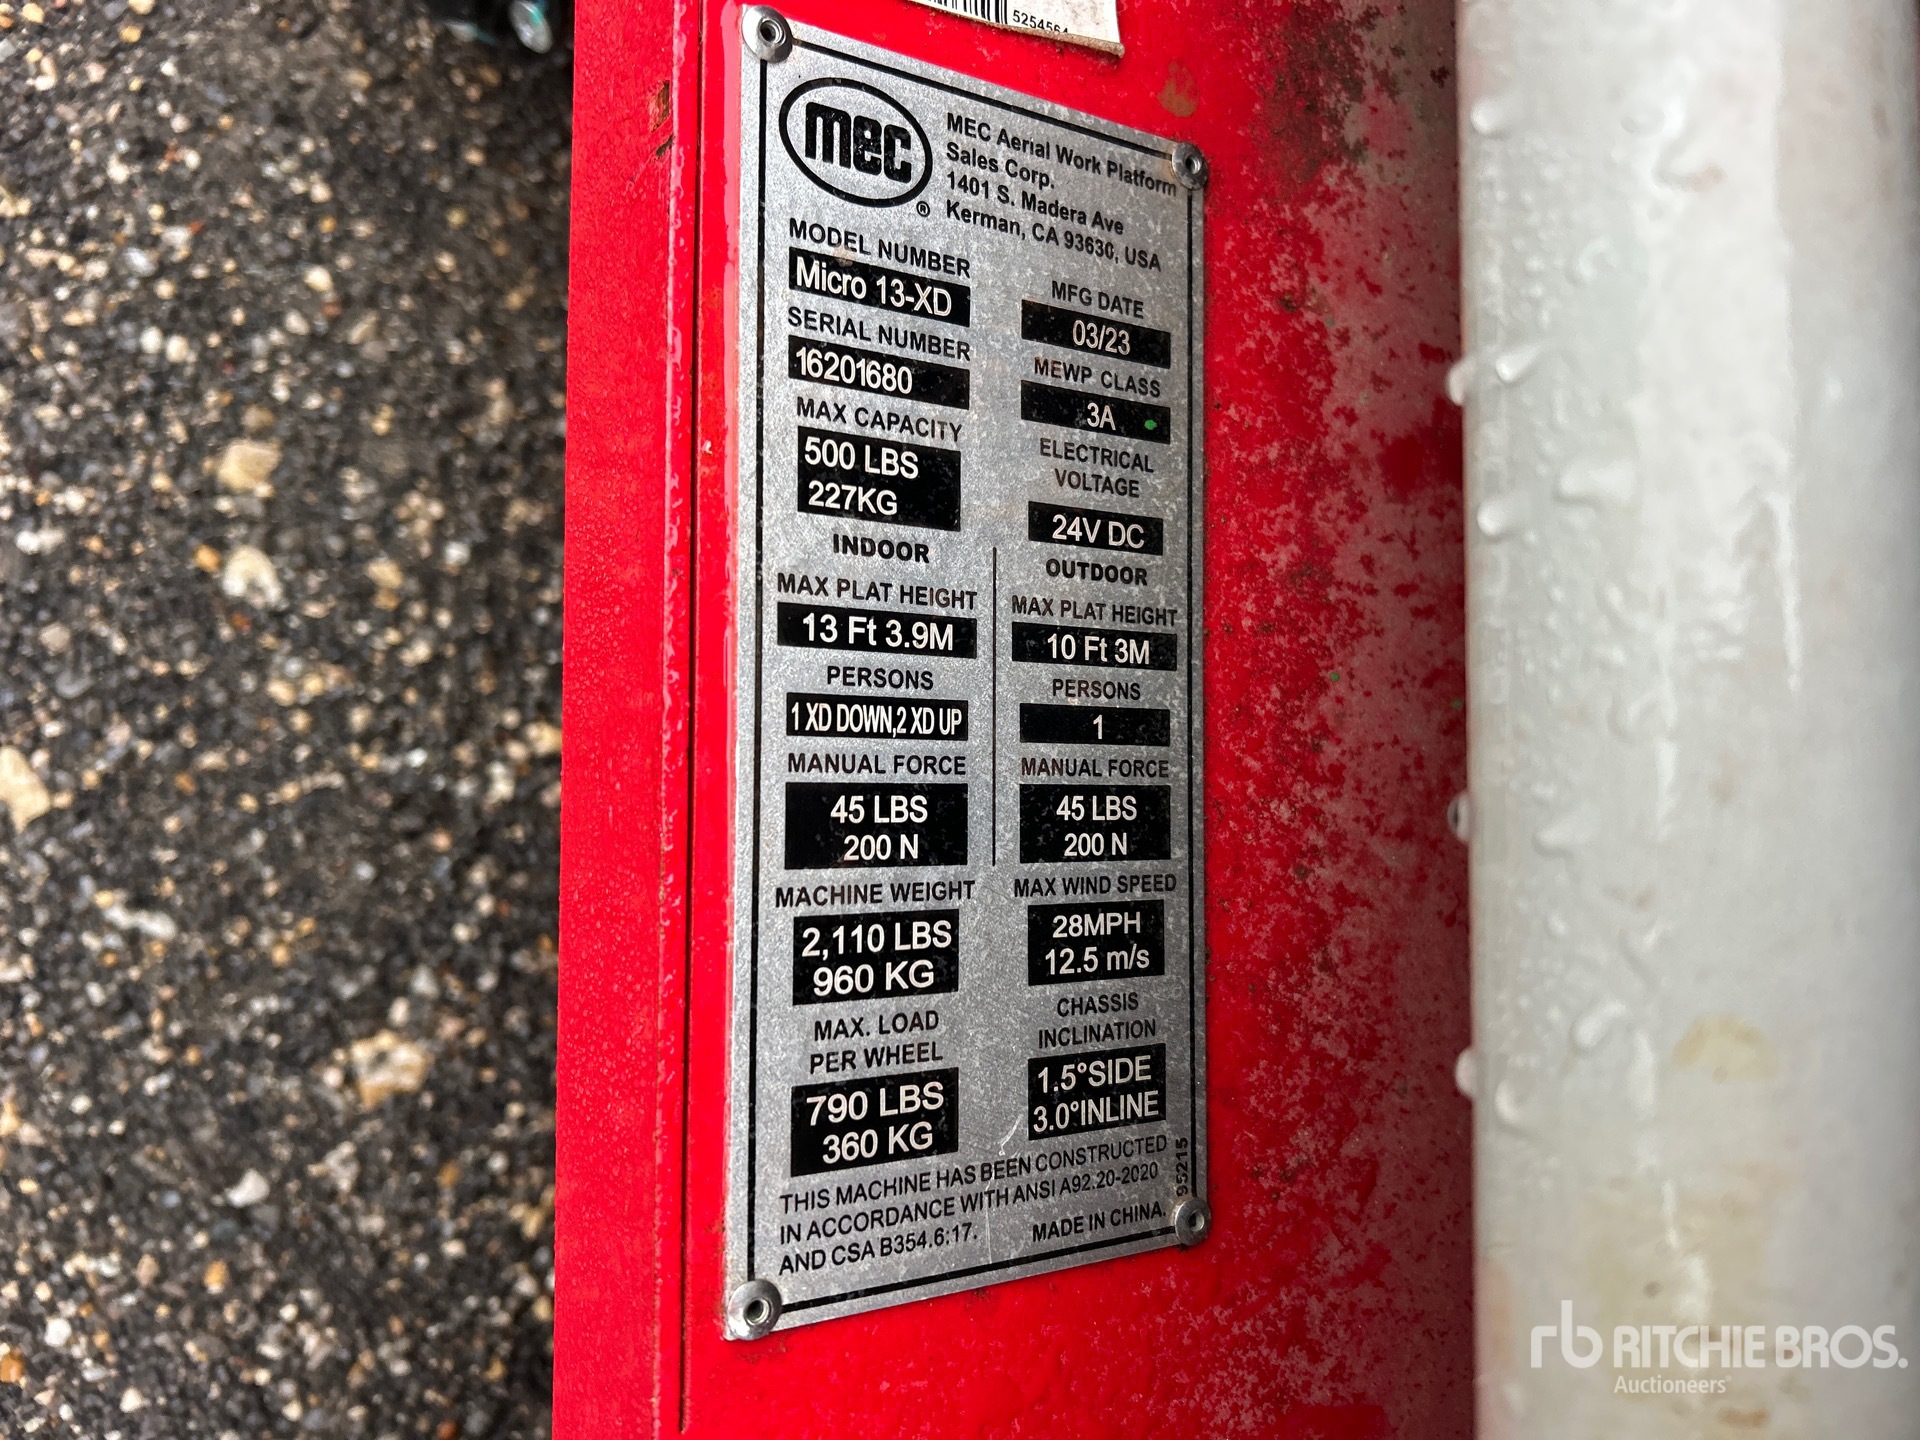 mec
®
MEC Aerial Work Platform
Sales Corp.
1401 S. Madera Ave
Kerman, CA 93630, USA
MODEL NUMBER
Micro 13-XD
MFG DATE
03/23
SERIAL NUMBER
16201680
MEWP CLASS
3A
MAX CAPACITY
500 LBS
227KG
ELECTRICAL
VOLTAGE
24V DC
INDOOR
MAX PLAT HEIGHT
13 Ft 3.9M
PERSONS
1 XD DOWN,2 XD UP
MANUAL FORCE
45 LBS
200 N
OUTDOOR
MAX PLAT HEIGHT
10 Ft 3M
PERSONS
1
MANUAL FORCE
45 LBS
200 N
MACHINE WEIGHT
2,110 LBS
960 KG
MAX WIND SPEED
28MPH
12.5 m/s
MAX. LOAD
PER WHEEL
790 LBS
360 KG
CHASSIS
INCLINATION
1.5°SIDE
3.0°INLINE
THIS MACHINE HAS BEEN CONSTRUCTED
IN ACCORDANCE WITH ANSI A92.20-2020
AND CSA B354.6:17.
MADE IN CHINA.
95215
rb RITCHIE BROS.
Auctioneers